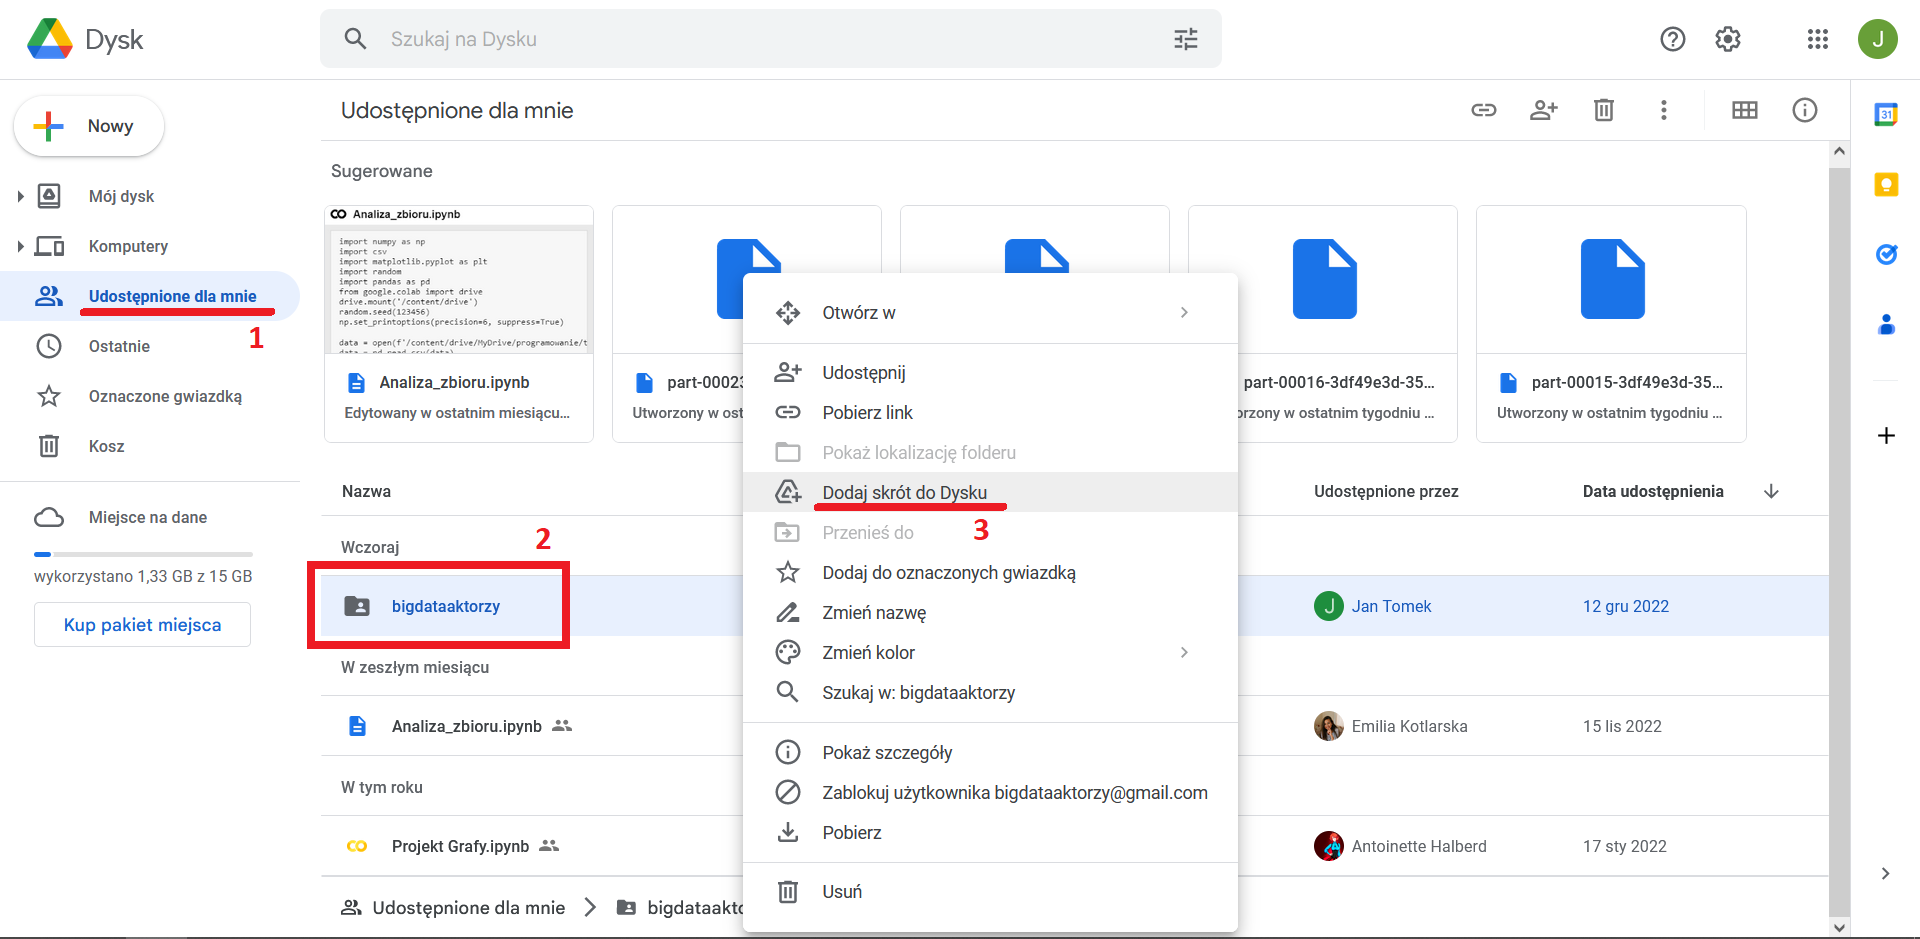 Dysk
Szukaj na Dysku
J
Nowy
Mój dysk
Komputery
Udostępnione dla mnie
1
Ostatnie
Oznaczone gwiazdką
Kosz
Miejsce na dane
wykorzystano 1,33 GB z 15 GB
Kup pakiet miejsca
Udostępnione dla mnie
Sugerowane
Analiza_zbioru.ipynb
import numpy as np
import csv
import matplotlib.pyplot as plt
import random
import pandas as pd
from google.colab import drive
drive.mount('/content/drive')
random.seed(123456)
np.set_printoptions(precision=6, suppress=True)
data = open(f'/content/drive/MyDrive/programowanie/t
data = pd.read_csv(data)
Analiza_zbioru.ipynb
Edytowany w ostatnim miesiącu...
part-00023
Utworzony w ost
part-00016-3df49e3d-35...
orzony w ostatnim tygodniu ...
part-00015-3df49e3d-35...
Utworzony w ostatnim tygodniu ...
Nazwa
Udostępnione przez
Data udostępnienia
Wczoraj
2
bigdataaktorzy
J
Jan Tomek
12 gru 2022
W zeszłym miesiącu
Analiza_zbioru.ipynb
Emilia Kotlarska
15 lis 2022
W tym roku
Projekt Grafy.ipynb
Antoinette Halberd
17 sty 2022
Udostępnione dla mnie
bigdataakto
Otwórz w
Udostępnij
Pobierz link
Pokaż lokalizację folderu
Dodaj skrót do Dysku
3
Przenieś do
Dodaj do oznaczonych gwiazdką
Zmień nazwę
Zmień kolor
Szukaj w: bigdataaktorzy
Pokaż szczegóły
Zablokuj użytkownika bigdataaktorzy@gmail.com
Pobierz
Usuń
31